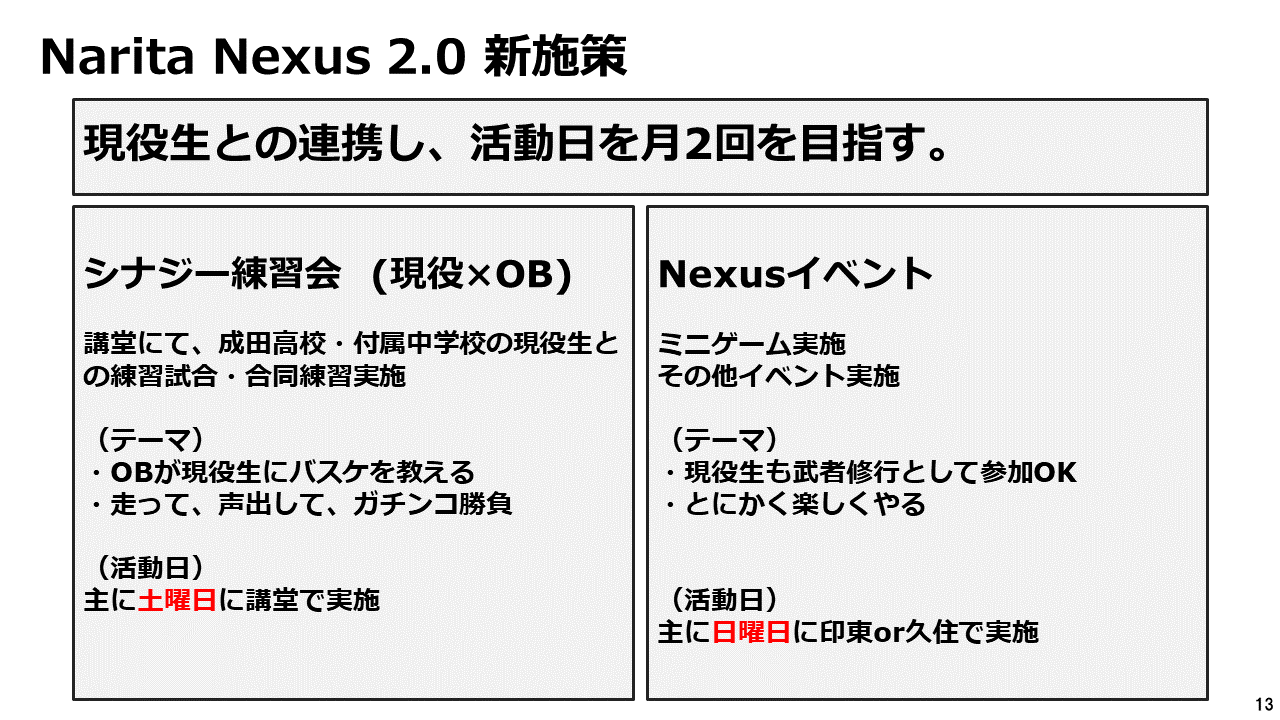 Narita Nexus 2.0 新施策
現役生との連携し、活動日を月2回を目指す。
シナジー練習会 (現役×OB)
講堂にて、成田高校・付属中学校の現役生と
の練習試合・合同練習実施
（テーマ）
・OBが現役生にバスケを教える
・走って、声出して、ガチンコ勝負
（活動日）
主に土曜日に講堂で実施
Nexusイベント
ミニゲーム実施
その他イベント実施
（テーマ）
・現役生も武者修行として参加OK
・とにかく楽しくやる
（活動日）
主に日曜日に印東or久住で実施
13